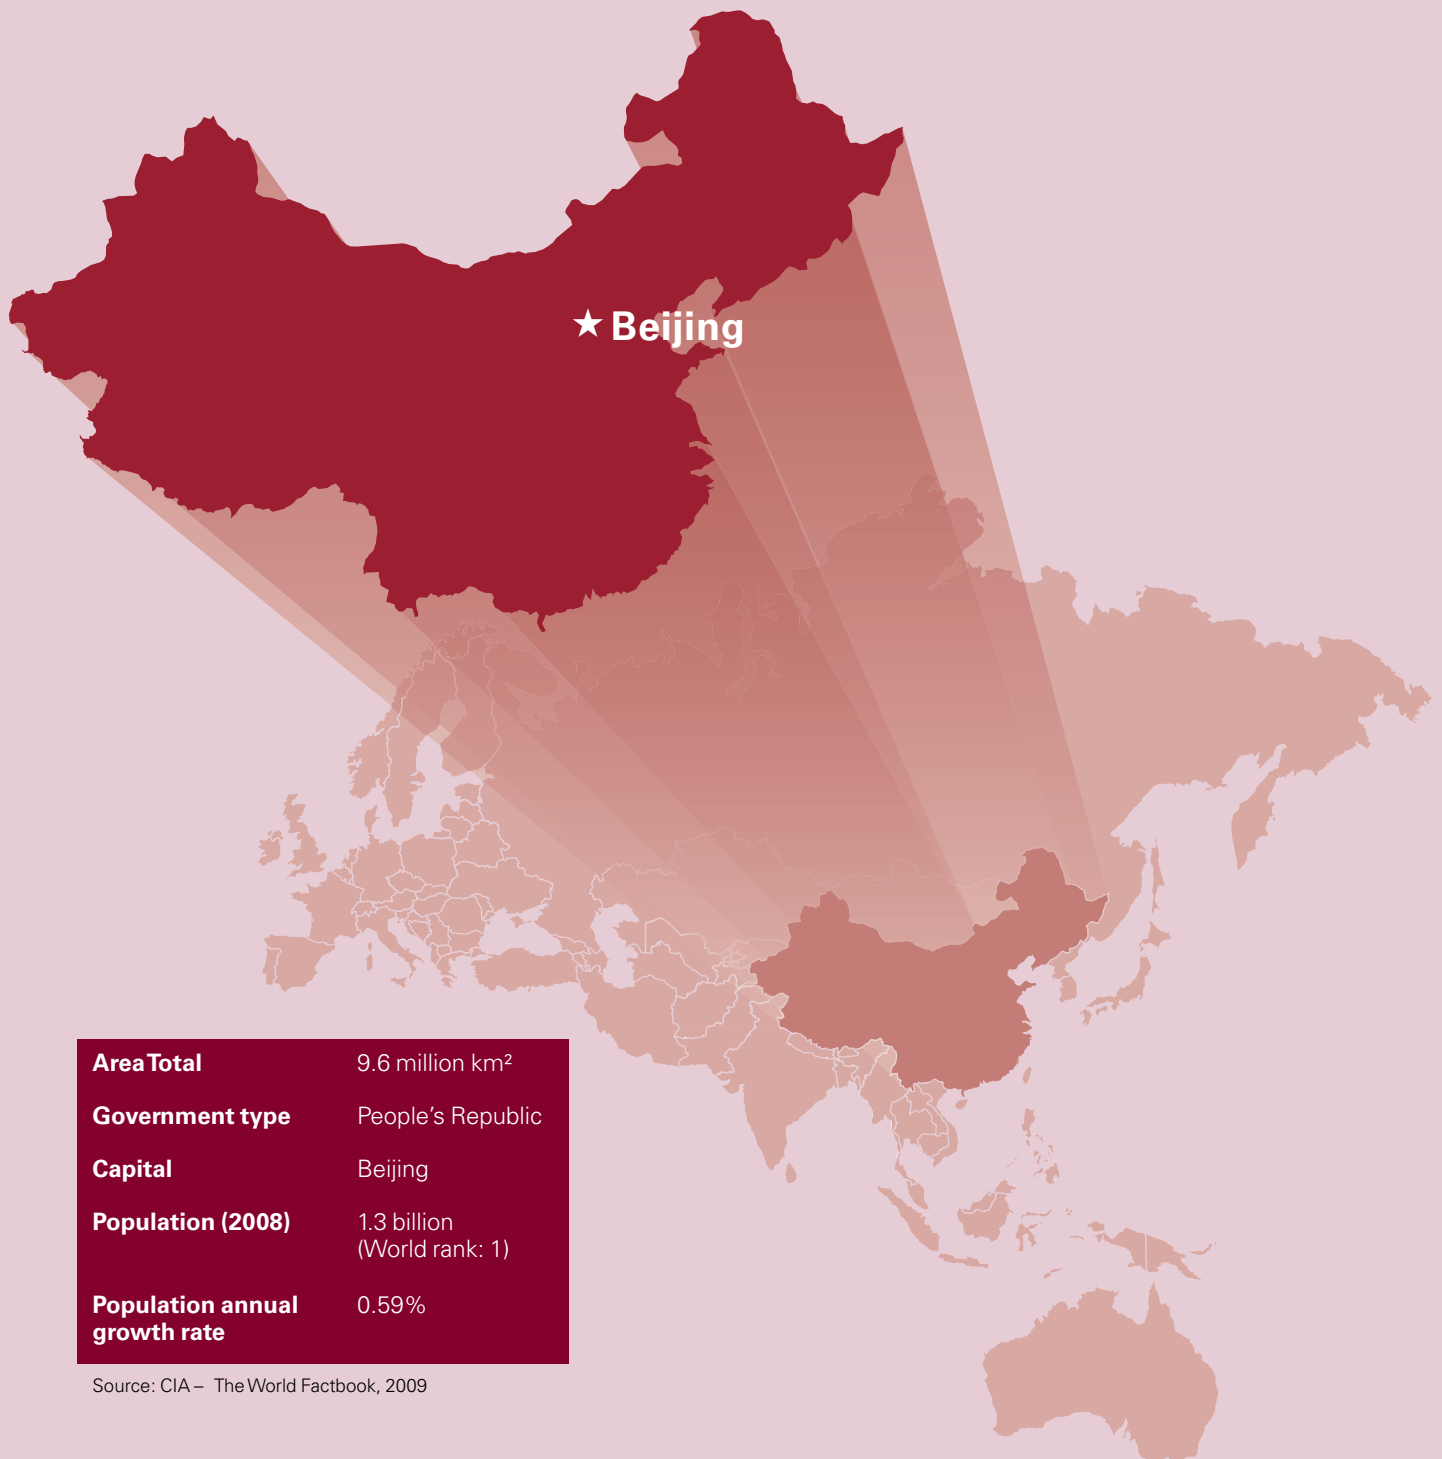 ★ Beijing
Area Total 9.6 million km²
Government type People’s Republic
Capital Beijing
Population (2008) 1.3 billion
(World rank: 1)
Population annual 0.59%
growth rate
Source: CIA – The World Factbook, 2009